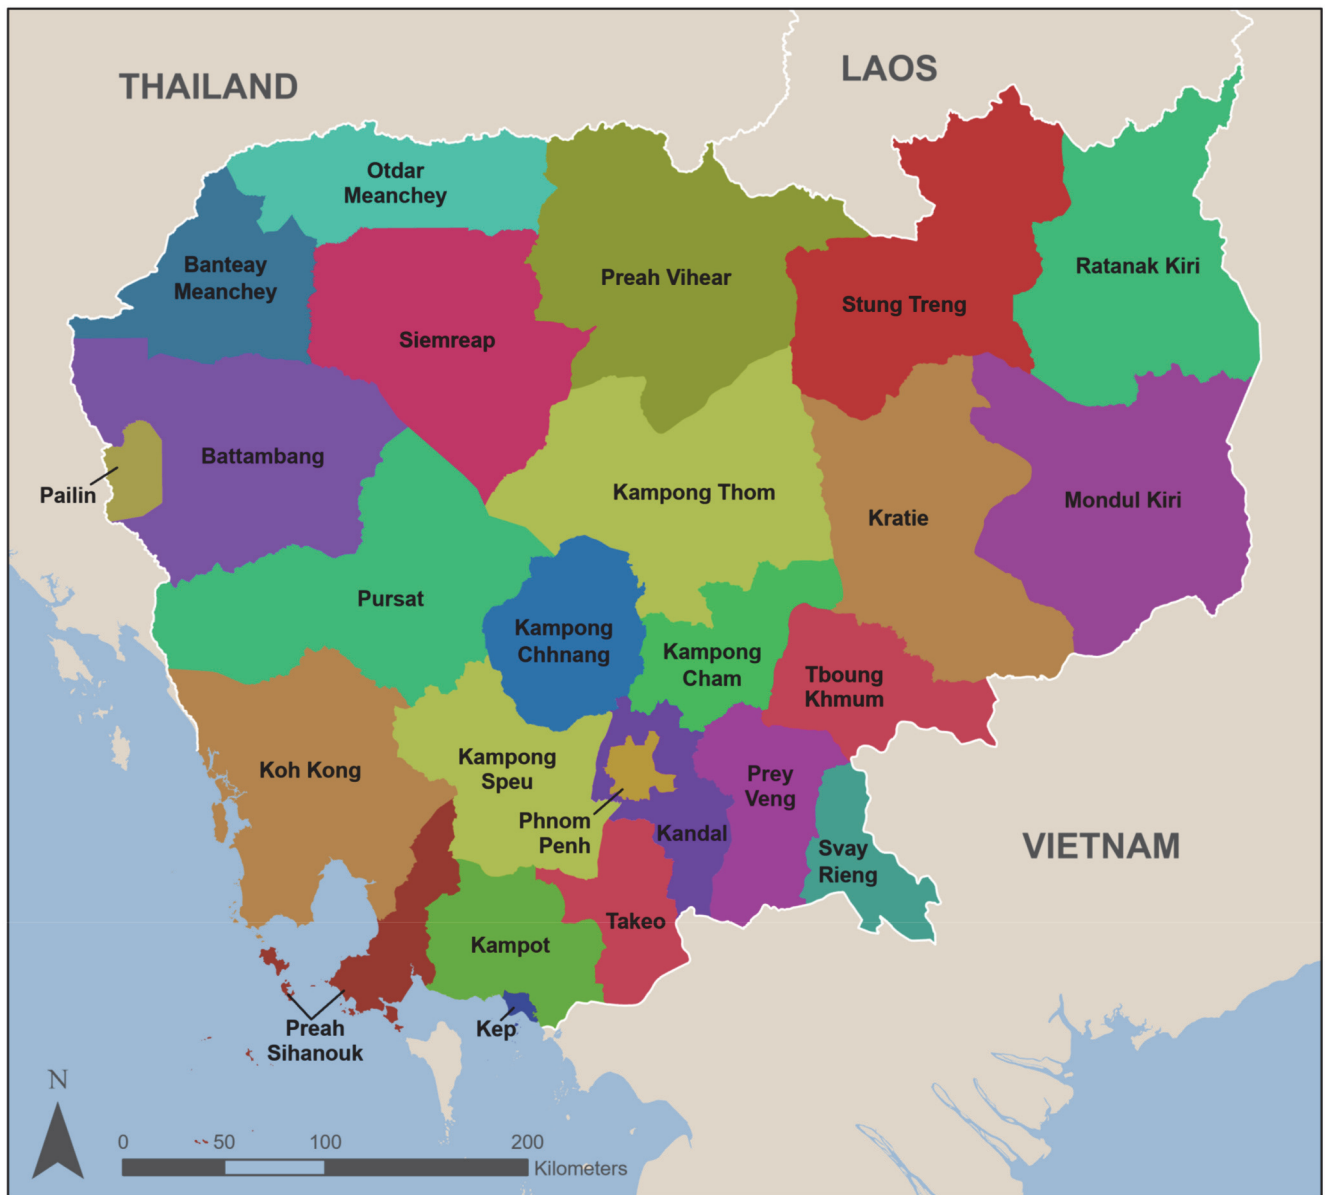 THAILAND
LAOS
Otdar
Meanchey
Banteay
Meanchey
Preah Vihear
Ratanak Kiri
Stung Treng
Siemreap
Battambang
Pailin
Kampong Thom
Mondul Kiri
Kratie
Pursat
Kampong
Chhnang
Kampong
Cham
Tboung
Khmum
Koh Kong
Kampong
Speu
Prey
Veng
Phnom
Penh
Kandal
Svay
Rieng
VIETNAM
Takeo
Kampot
Preah
Sihanouk
Kep
N
0 50 100 200
Kilometers